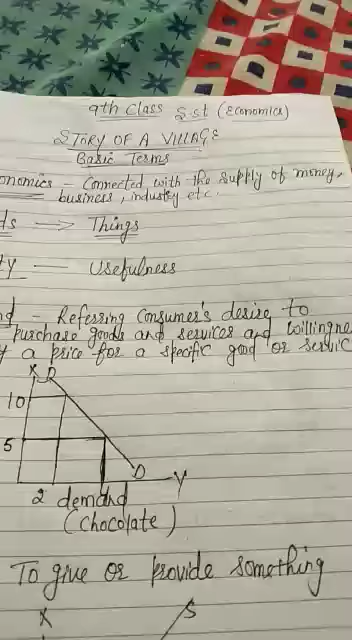 9th Class S.st (Economics)
STORY OF A VILLAGE
Basic Terms
onomics - Connected with the supply of money,
business, industry etc.
ds → Things
ty — Usefulness
nd - Referring Consumer's desire to
purchase goods and services and willingne
y a price for a specific good or servic
X D
10
5
D
Y
2 demand
(chocolate)
To give or provide something
X S